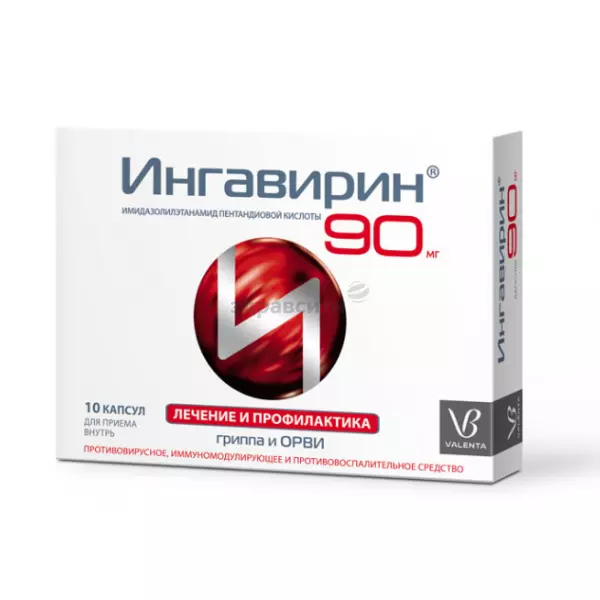 Ингавирин®
ИМИДАЗОЛИЛЭТАНАМИД ПЕНТАНДИОВОЙ КИСЛОТЫ
90 мг
здравсити
10 КАПСУЛ
ДЛЯ ПРИЕМА
ВНУТРЬ
ЛЕЧЕНИЕ И ПРОФИЛАКТИКА
гриппа и ОРВИ
ПРОТИВОВИРУСНОЕ, ИММУНОМОДУЛИРУЮЩЕЕ И ПРОТИВОВОСПАЛИТЕЛЬНОЕ СРЕДСТВО
Ингавирин®
90 мг
VALENTA